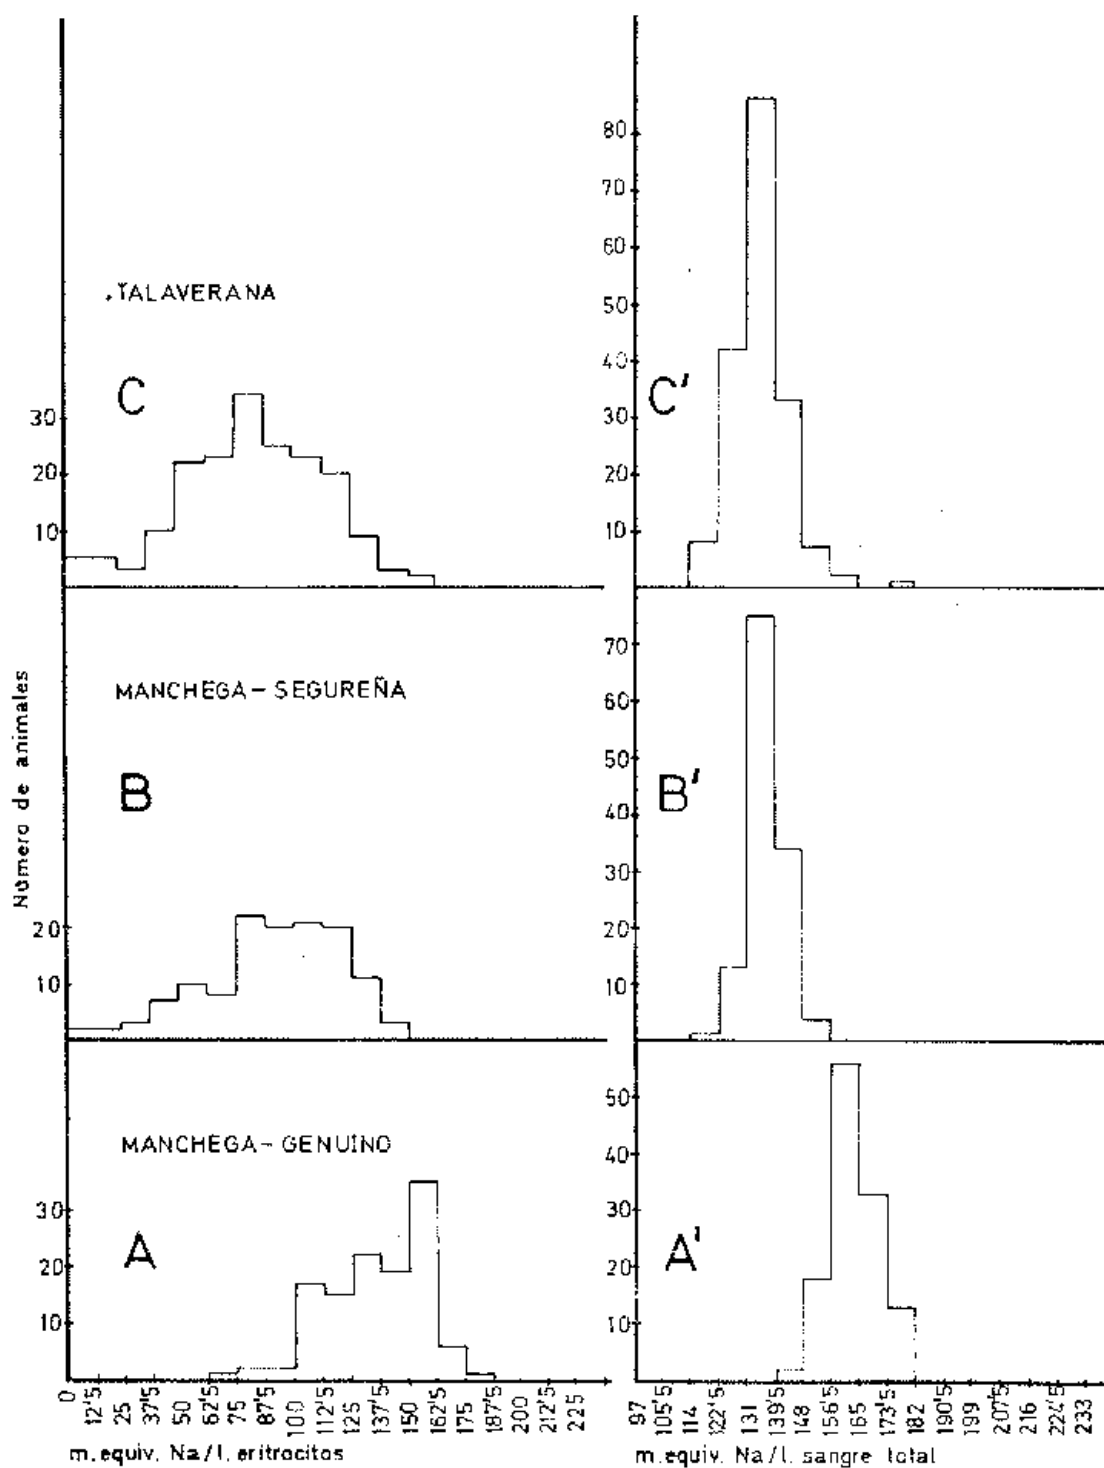 80
70
60
50
40
30
20
10
TALAVERANA
C
C'
30
20
10
MANCHEGA – SEGUREÑA
B
B'
70
60
50
40
30
20
10
20
10
Número de animales
MANCHEGA – GENUINO
A
A'
50
40
30
20
10
30
20
10
0 12'5 25 37'5 50 62'5 75 87'5 100 112'5 125 137'5 150 162'5 175 187'5 200 212'5 225
97 105'5 114 122'5 131 139'5 148 156'5 165 173'5 182 190'5 199 207'5 216 224'5 233
m.equiv. Na/l. eritrocitos
m.equiv. Na/l. sangre total